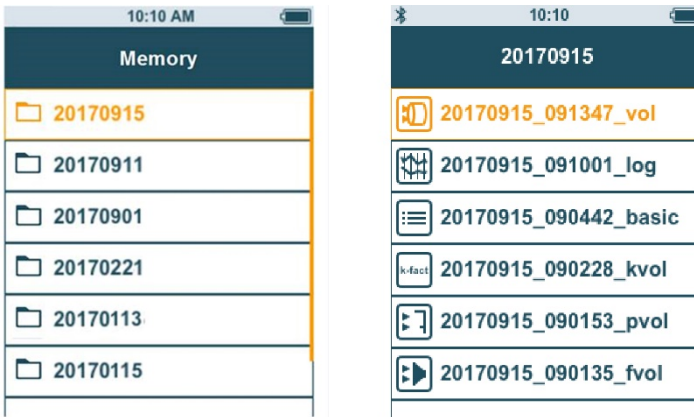 10:10 AM
Memory
20170915
20170911
20170901
20170221
20170113
20170115
10:10
20170915
20170915_091347_vol
20170915_091001_log
20170915_090442_basic
k-fact
20170915_090228_kvol
20170915_090153_pvol
20170915_090135_fvol